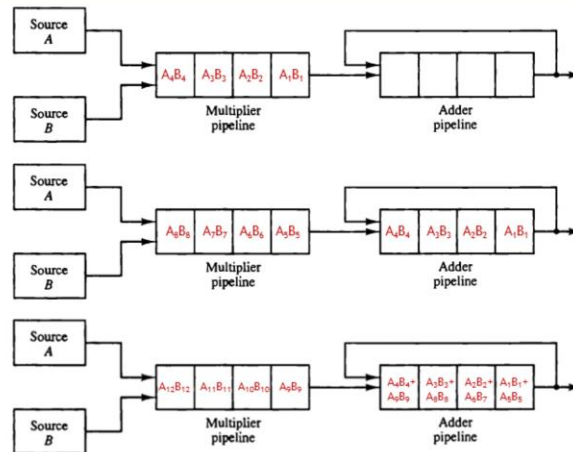 Source
A
Source
B
A₄B₄ A₃B₃ A₂B₂ A₁B₁
Multiplier
pipeline
Adder
pipeline
Source
A
Source
B
A₈B₈ A₇B₇ A₆B₆ A₅B₅
A₄B₄ A₃B₃ A₂B₂ A₁B₁
Multiplier
pipeline
Adder
pipeline
Source
A
Source
B
A₁₂B₁₂ A₁₁B₁₁ A₁₀B₁₀ A₉B₉
A₄B₄+ A₃B₃+ A₂B₂+ A₁B₁+
A₉B₉ A₈B₈ A₆B₇ A₅B₅
Multiplier
pipeline
Adder
pipeline